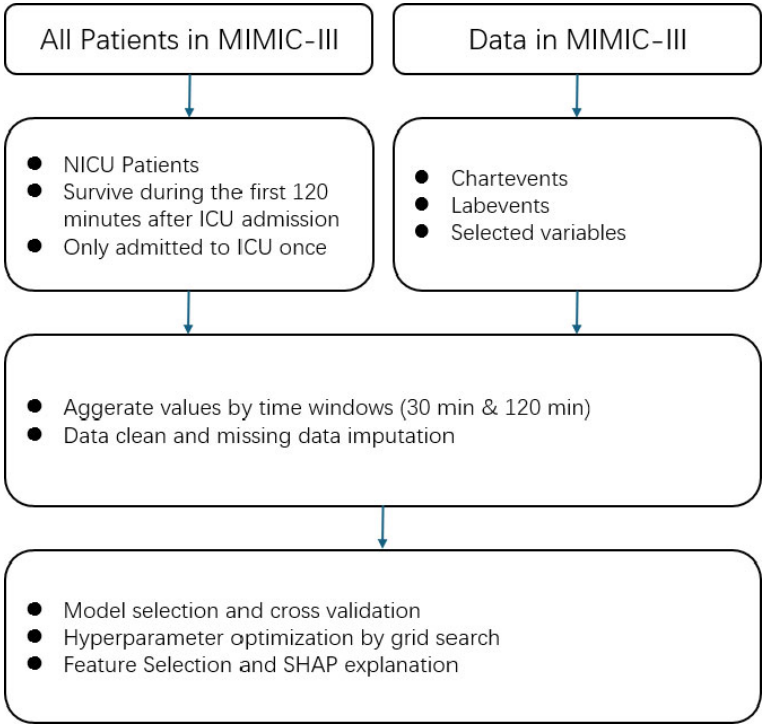 All Patients in MIMIC-III
Data in MIMIC-III
● NICU Patients
● Survive during the first 120
minutes after ICU admission
● Only admitted to ICU once
● Chartevents
● Labevents
● Selected variables
● Aggerate values by time windows (30 min & 120 min)
● Data clean and missing data imputation
● Model selection and cross validation
● Hyperparameter optimization by grid search
● Feature Selection and SHAP explanation